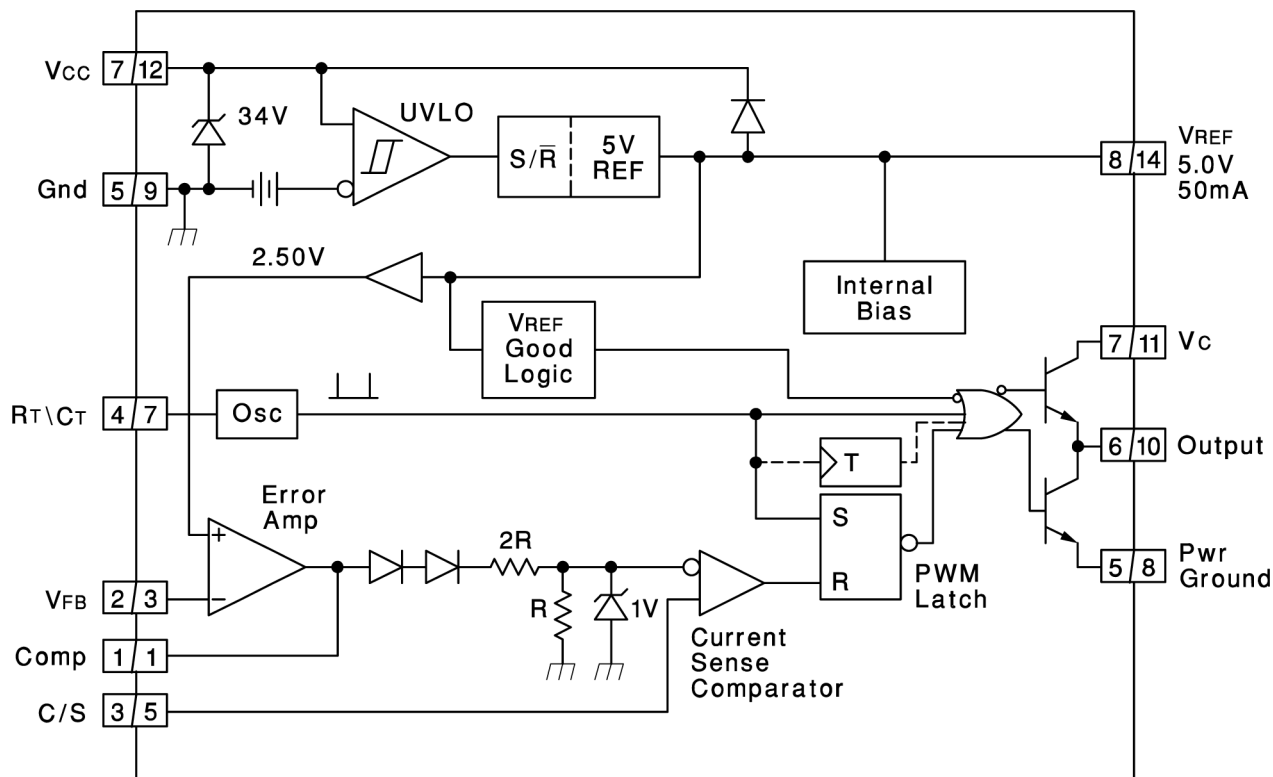 VCC 7/12
34V
UVLO
S/R̅
5V
REF
8/14
VREF
5.0V
50mA
Gnd 5/9
2.50V
VREF
Good
Logic
Internal
Bias
7/11 VC
RT\CT 4/7
Osc
T
6/10 Output
Error
Amp
+
−
2R
R
1V
S
R
PWM
Latch
5/8
Pwr
Ground
VFB 2/3
Comp 1/1
Current
Sense
Comparator
C/S 3/5